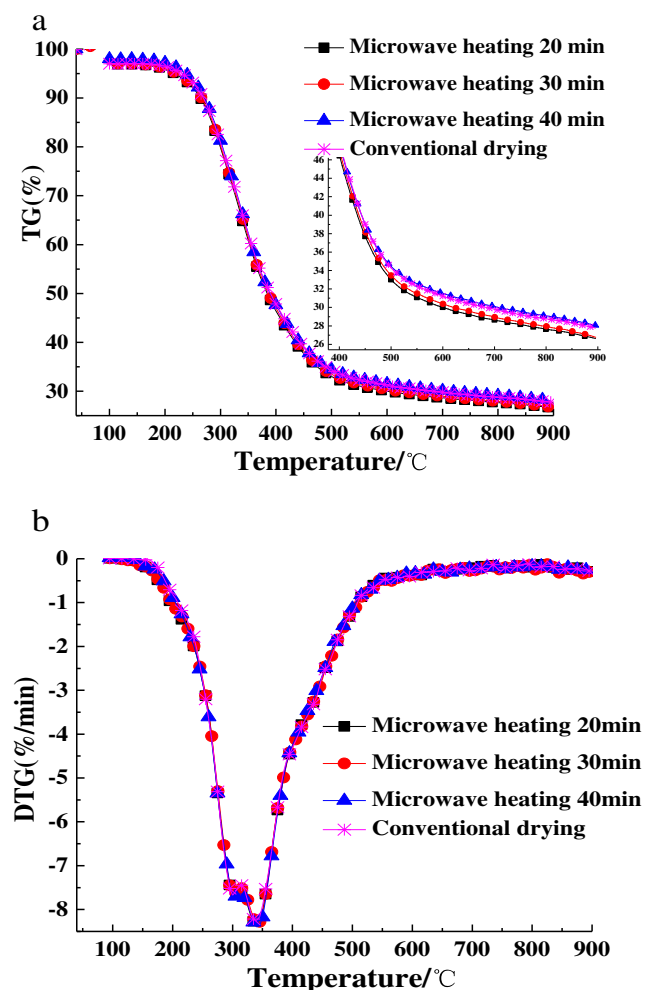 a
TG(%)
100
90
80
70
60
50
40
30
Microwave heating 20 min
Microwave heating 30 min
Microwave heating 40 min
Conventional drying
46
44
42
40
38
36
34
32
30
28
26
400 500 600 700 800 900
100 200 300 400 500 600 700 800 900
Temperature/℃
b
DTG(%/min)
0
-1
-2
-3
-4
-5
-6
-7
-8
Microwave heating 20min
Microwave heating 30min
Microwave heating 40min
Conventional drying
100 200 300 400 500 600 700 800 900
Temperature/℃